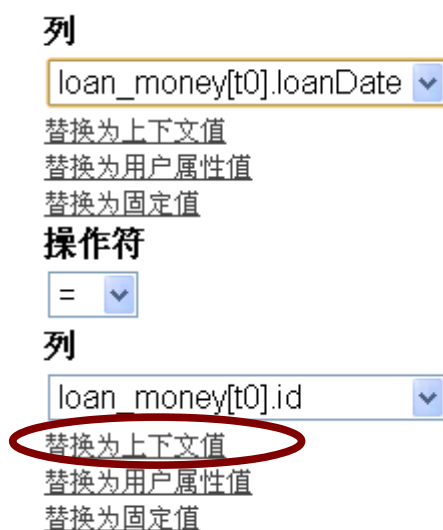 列
loan_money[t0].loanDate
替换为上下文值
替换为用户属性值
替换为固定值
操作符
=
列
loan_money[t0].id
替换为上下文值
替换为用户属性值
替换为固定值